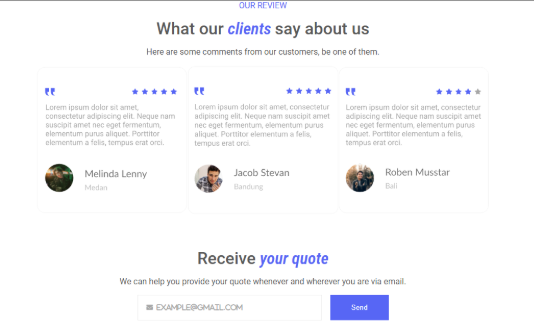 OUR REVIEW
What our clients say about us
Here are some comments from our customers, be one of them.
Lorem ipsum dolor sit amet,
consectetur adipiscing elit. Neque nam
suscipit amet nec eget fermentum,
elementum purus aliquet. Porttitor
elementum a felis, tempus erat orci.
Melinda Lenny
Medan
Lorem ipsum dolor sit amet, consectetur
adipiscing elit. Neque nam suscipit amet
nec eget fermentum, elementum purus
aliquet. Porttitor elementum a felis,
tempus erat orci.
Jacob Stevan
Bandung
Lorem ipsum dolor sit amet, consectetur
adipiscing elit. Neque nam suscipit amet
nec eget fermentum, elementum purus
aliquet. Porttitor elementum a felis,
tempus erat orci.
Roben Musstar
Bali
Receive your quote
We can help you provide your quote whenever and wherever you are via email.
EXAMPLE@GMAIL.COM
Send